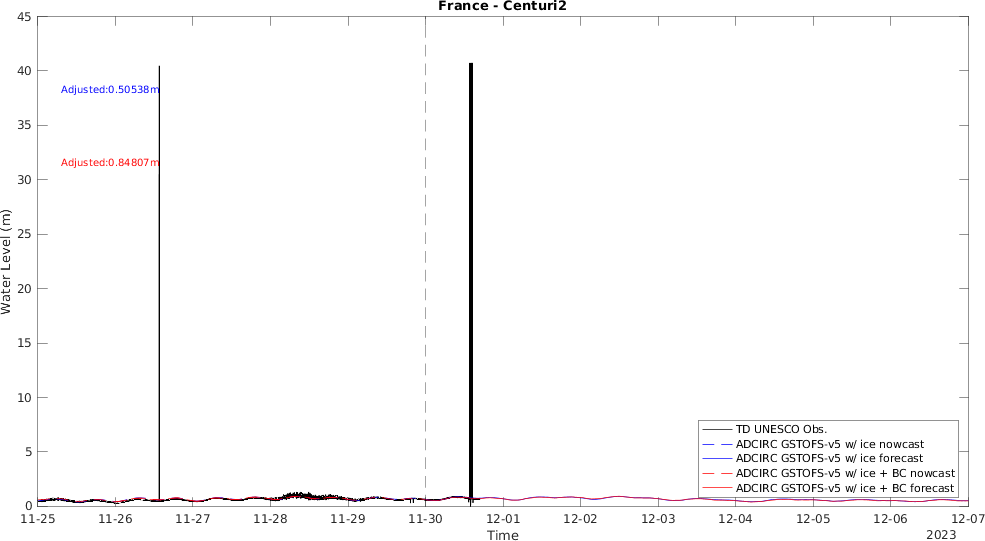 France - Centuri2
45
40
35
30
25
20
15
10
5
0
Water Level (m)
Adjusted:0.50538m
Adjusted:0.84807m
TD UNESCO Obs.
ADCIRC GSTOFS-v5 w/ ice nowcast
ADCIRC GSTOFS-v5 w/ ice forecast
ADCIRC GSTOFS-v5 w/ ice + BC nowcast
ADCIRC GSTOFS-v5 w/ ice + BC forecast
11-25 11-26 11-27 11-28 11-29 11-30 12-01 12-02 12-03 12-04 12-05 12-06 12-07
Time
2023